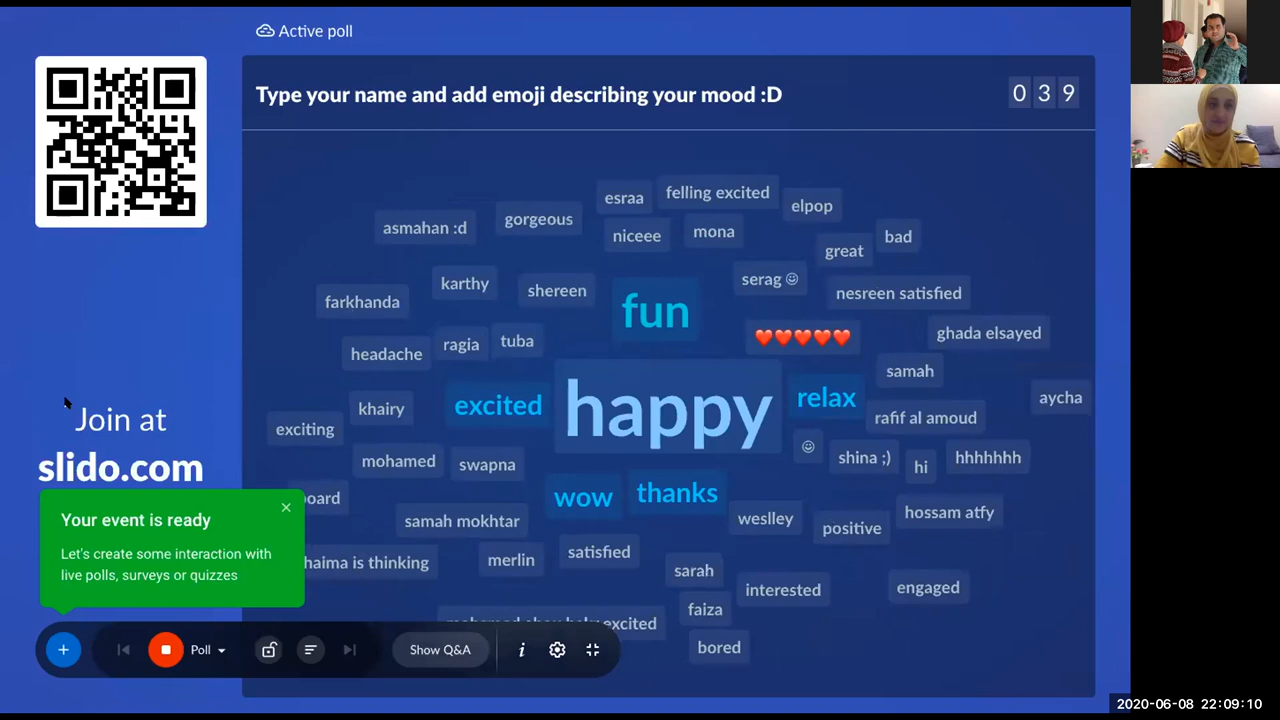 Active poll
Type your name and add emoji describing your mood :D
0 3 9
esraa
felling excited
elpop
asmahan :d
gorgeous
niceee
mona
bad
great
karthy
shereen
serag ☺
nesreen satisfied
farkhanda
fun
ghada elsayed
headache
ragia
tuba
❤️❤️❤️❤️❤️
samah
aycha
khairy
excited
happy
relax
rafif al amoud
exciting
☺
mohamed
swapna
shina ;)
hi
hhhhhhh
wow
thanks
hossam atfy
samah mokhtar
weslley
positive
haima is thinking
merlin
satisfied
sarah
interested
engaged
faiza
excited
bored
Join at
slido.com
Your event is ready
Let's create some interaction with
live polls, surveys or quizzes
Poll
Show Q&A
2020-06-08 22:09:10